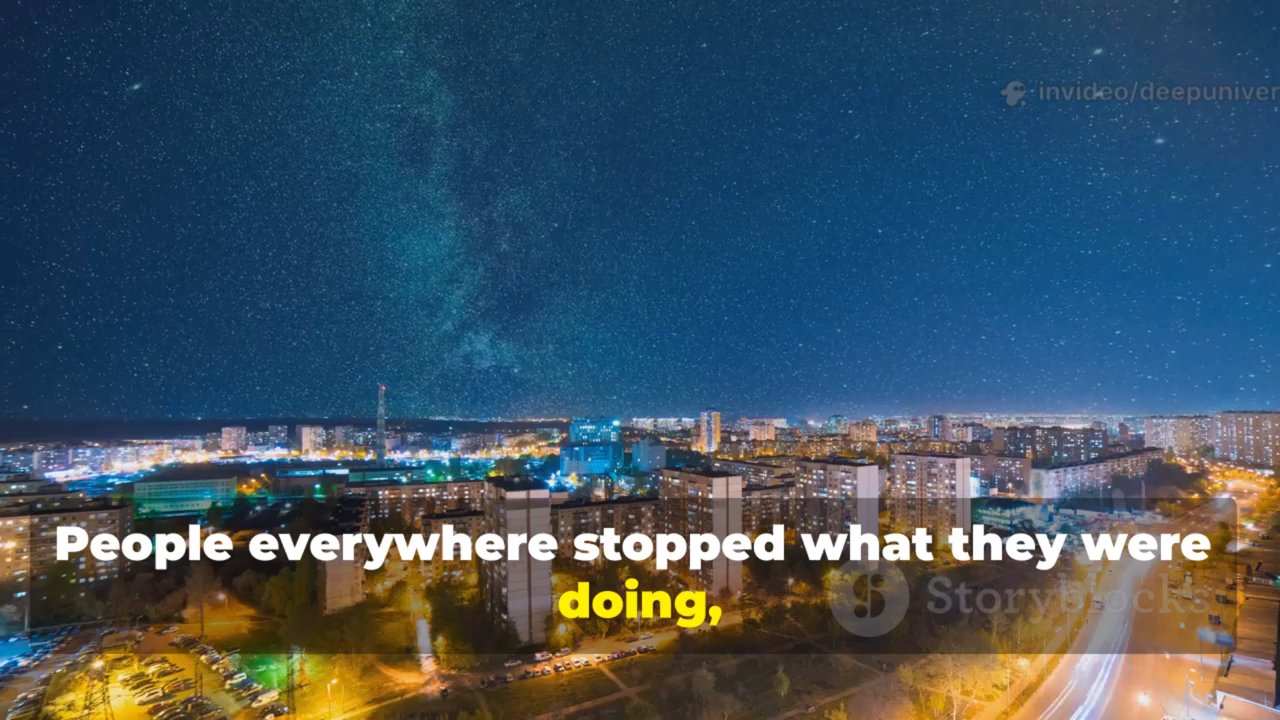 invideo/deepuniver
People everywhere stopped what they were
doing,
Storyblocks